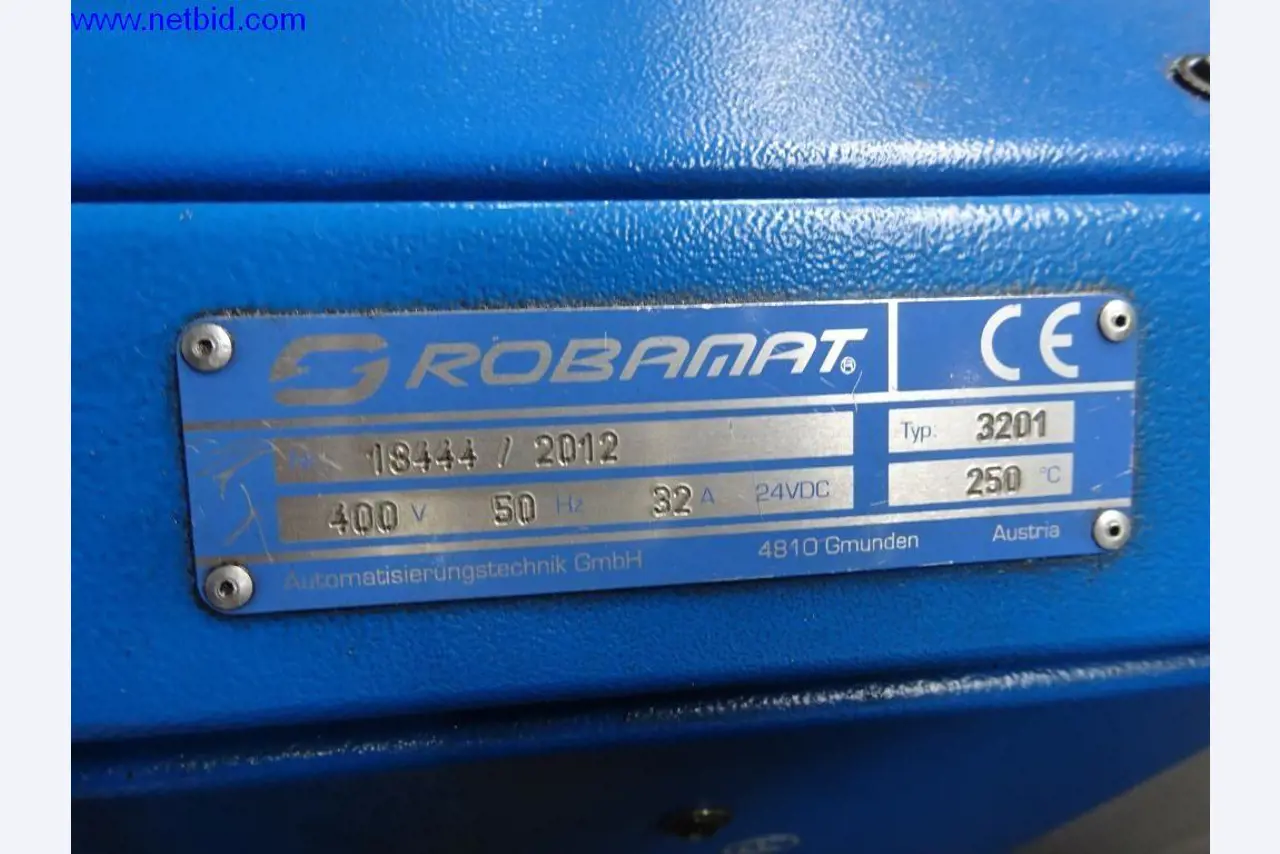 www.netbid.com
ROBAMAT® CE
18444 / 2012 Typ. 3201
400 V 50 Hz 32 A 24VDC 250 °C
Automatisierungstechnik GmbH 4810 Gmunden Austria